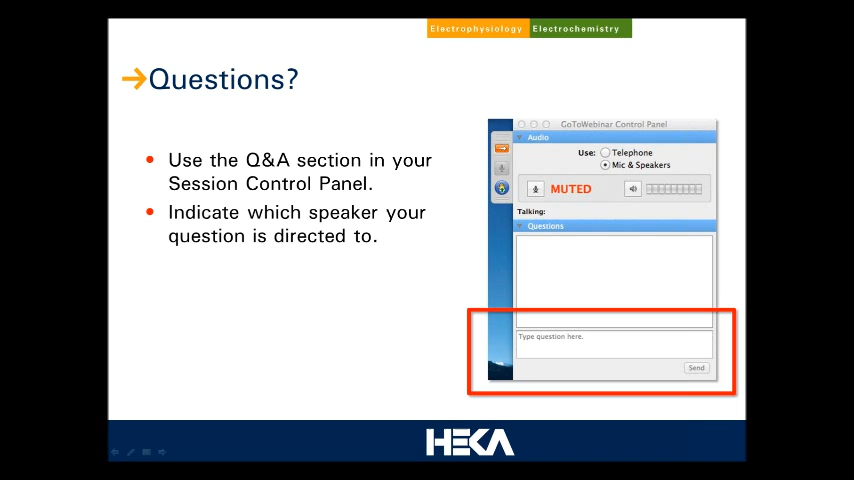 Electrophysiology Electrochemistry
Questions?
Use the Q&A section in your
Session Control Panel.
Indicate which speaker your
question is directed to.
GoToWebinar Control Panel
Audio
Use: Telephone
Mic & Speakers
MUTED
Talking:
Questions
Type question here.
Send
HEKA